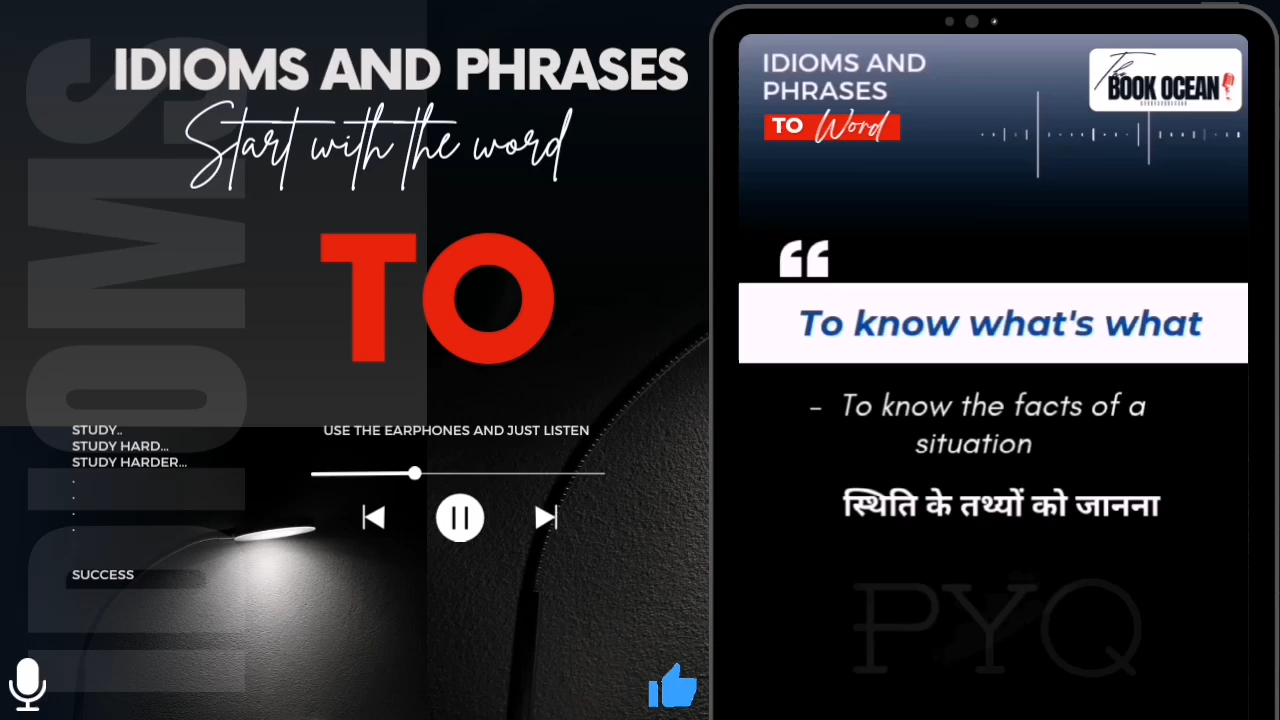 IDIOMS AND PHRASES
Start with the word
TO
STUDY..
STUDY HARD...
STUDY HARDER...
.
.
.
.
SUCCESS
USE THE EARPHONES AND JUST LISTEN
IDIOMS
IDIOMS AND
PHRASES
TO Word
The
BOOK OCEAN
To know what's what
- To know the facts of a
situation
स्थिति के तथ्यों को जानना
PYQ